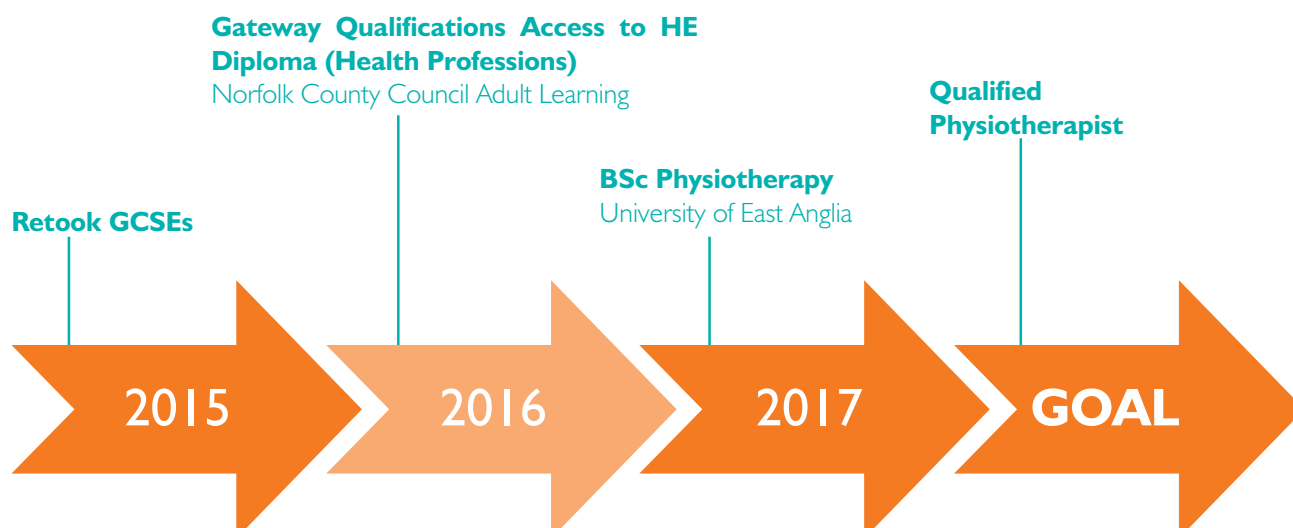 Gateway Qualifications Access to HE
Diploma (Health Professions)
Norfolk County Council Adult Learning
Qualified
Physiotherapist
BSc Physiotherapy
University of East Anglia
Retook GCSEs
2015
2016
2017
GOAL